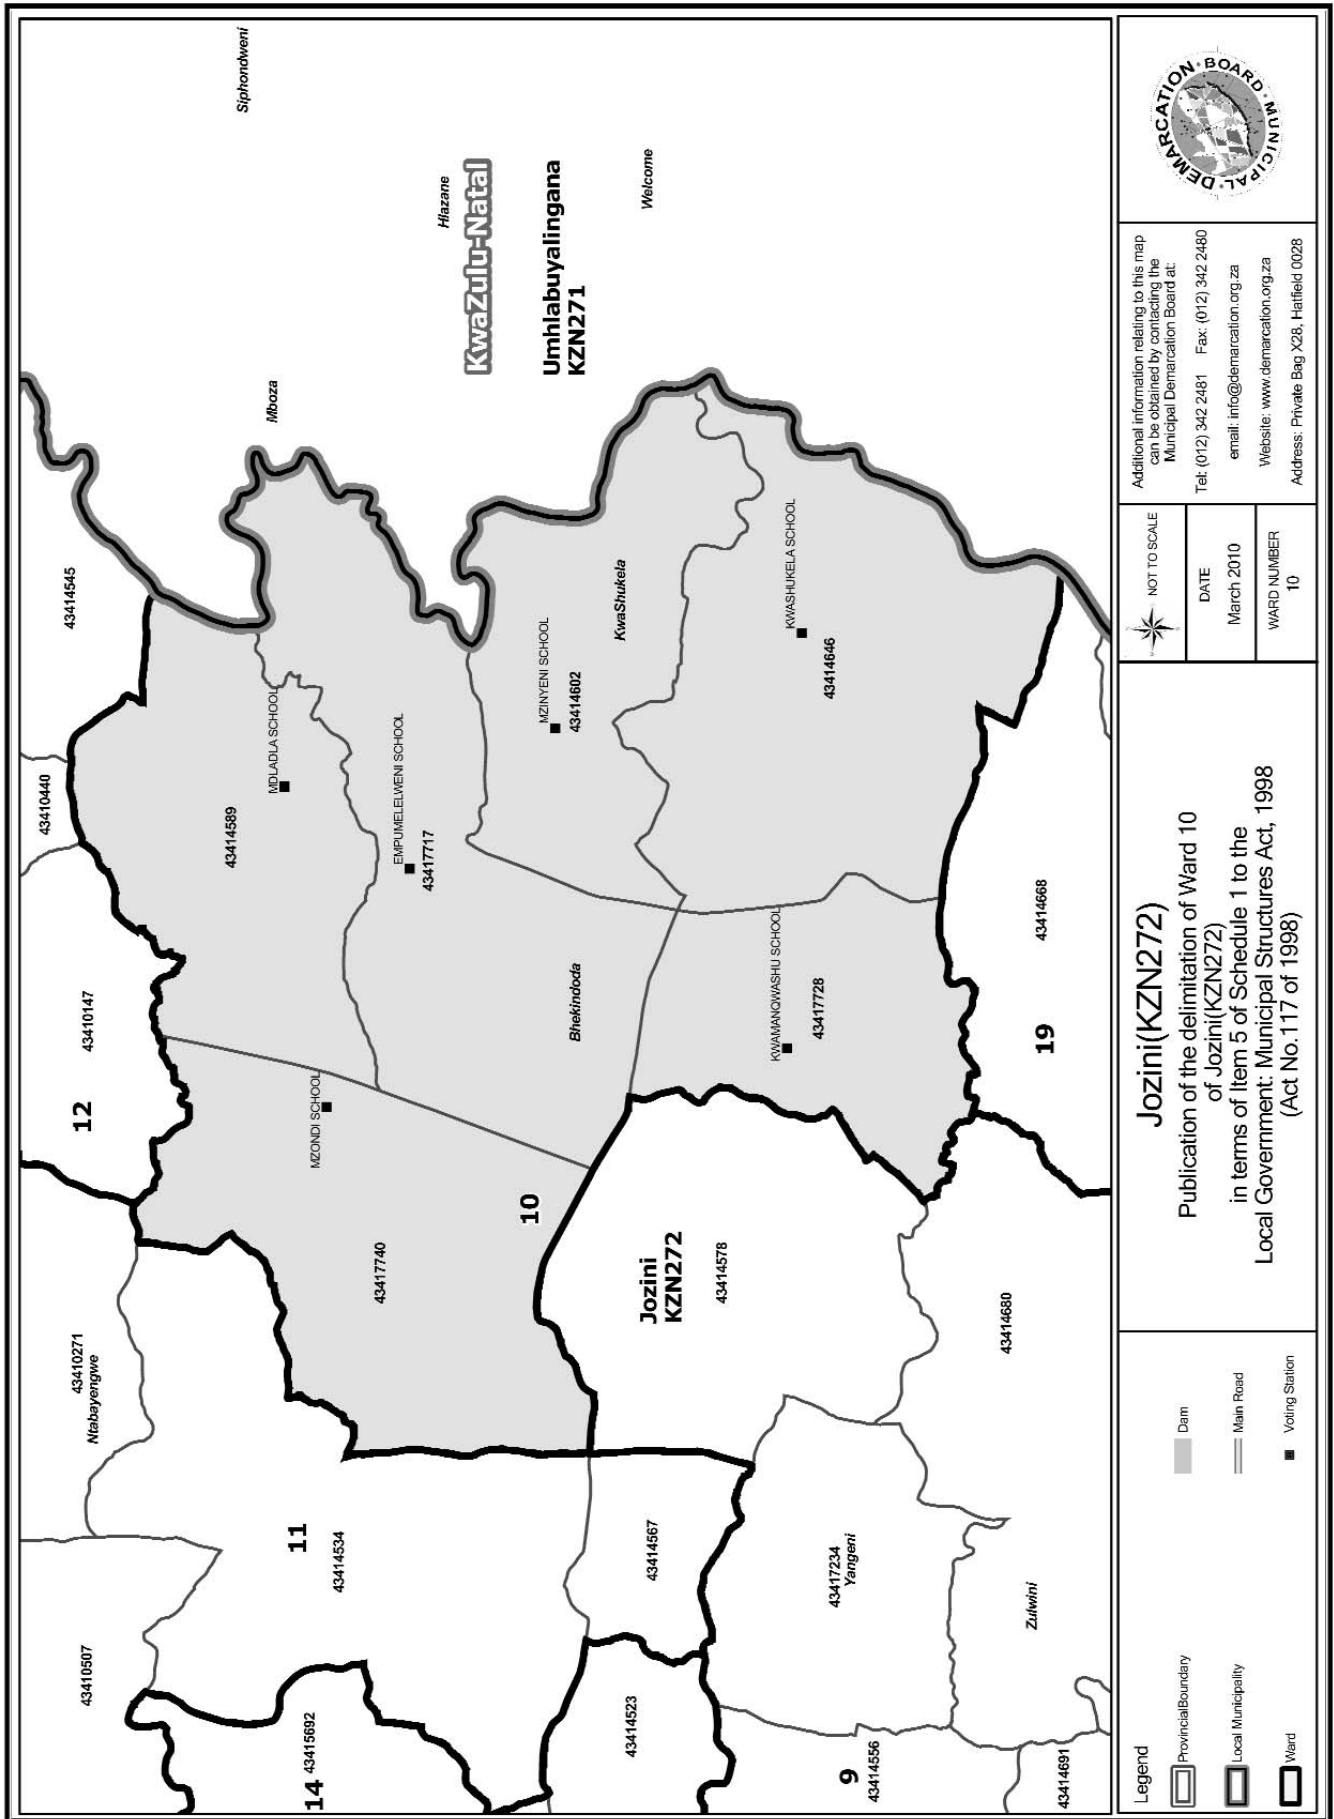 Siphondweni
Hlazane
KwaZulu-Natal
Umhlabuyalingana
KZN271
Welcome
Mboza
43414545
43410440
43414589
MDLADLA SCHOOL
EMPUMELELWENI SCHOOL
43417717
MZINYENI SCHOOL
43414602
KwaShukela
KWASHUKELA SCHOOL
43414646
43410147
12
Bhekindoda
KWAMANQWASHU SCHOOL
43417728
43414668
19
MZONDI SCHOOL
10
43417740
Jozini
KZN272
43414578
43414680
43410271
Ntabayengwe
11
43414534
43414567
43417234
Yangeni
Zulwini
43410507
14 43415692
43414523
9
43414556
43414691
Legend
ProvincialBoundary
Local Municipality
Ward
Dam
Main Road
Voting Station
Jozini(KZN272)
Publication of the delimitation of Ward 10
of Jozini(KZN272)
in terms of Item 5 of Schedule 1 to the
Local Government: Municipal Structures Act, 1998
(Act No.117 of 1998)
NOT TO SCALE
DATE
March 2010
WARD NUMBER
10
Additional information relating to this map
can be obtained by contacting the
Municipal Demarcation Board at:
Tel: (012) 342 2481 Fax: (012) 342 2480
email: info@demarcation.org.za
Website: www.demarcation.org.za
Address: Private Bag X28, Hatfield 0028
MUNICIPAL DEMARCATION BOARD